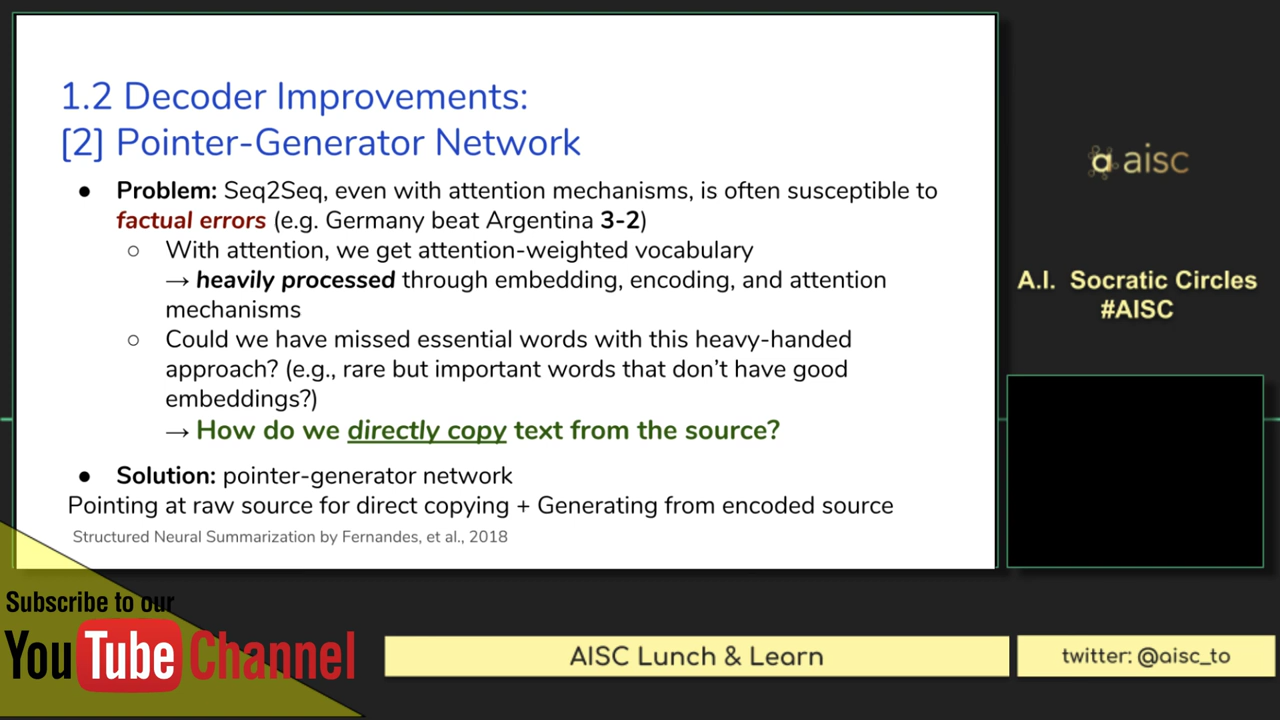 1.2 Decoder Improvements:
[2] Pointer-Generator Network
● Problem: Seq2Seq, even with attention mechanisms, is often susceptible to
factual errors (e.g. Germany beat Argentina 3-2)
○ With attention, we get attention-weighted vocabulary
→ heavily processed through embedding, encoding, and attention
mechanisms
○ Could we have missed essential words with this heavy-handed
approach? (e.g., rare but important words that don’t have good
embeddings?)
→ How do we directly copy text from the source?
● Solution: pointer-generator network
Pointing at raw source for direct copying + Generating from encoded source
Structured Neural Summarization by Fernandes, et al., 2018
aisc
A.I. Socratic Circles
#AISC
Subscribe to our
YouTube Channel
AISC Lunch & Learn
twitter: @aisc_to